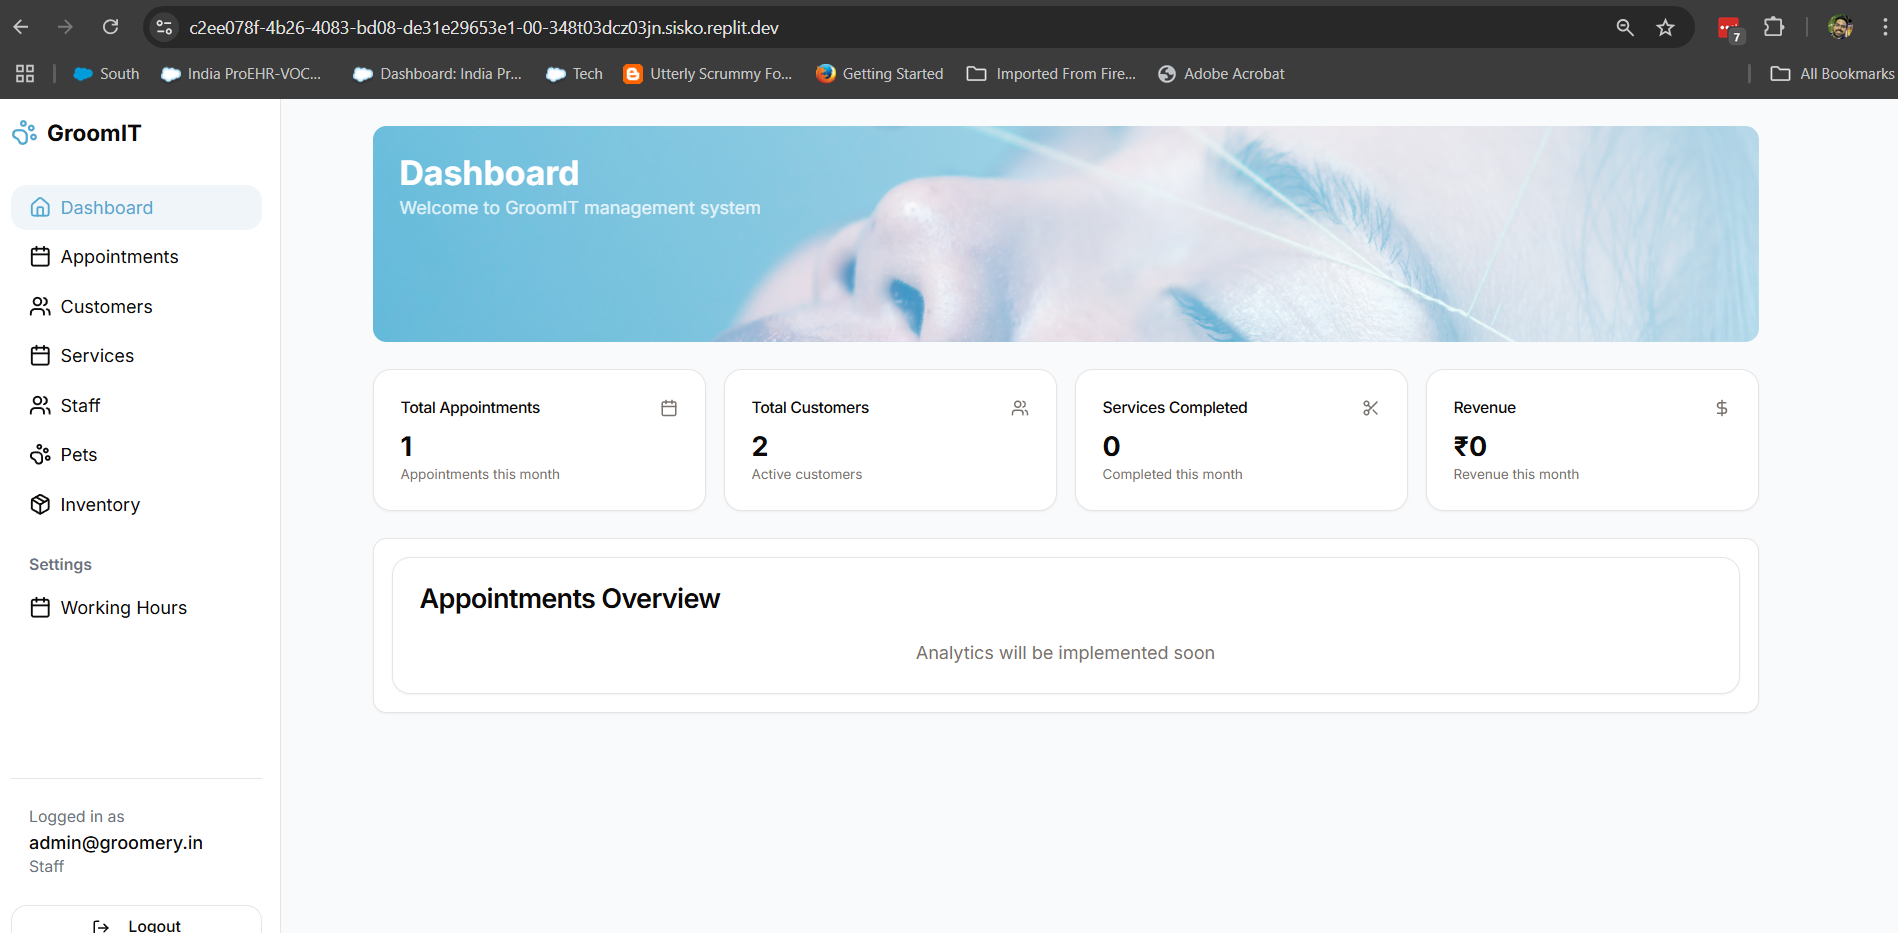 c2ee078f-4b26-4083-bd08-de31e29653e1-00-348t03dcz03jn.sisko.replit.dev
7
South
India ProEHR-VOC...
Dashboard: India Pr...
Tech
Utterly Scrummy Fo...
Getting Started
Imported From Fire...
Adobe Acrobat
All Bookmarks
GroomIT
Dashboard
Appointments
Customers
Services
Staff
Pets
Inventory
Settings
Working Hours
Logged in as
admin@groomery.in
Staff
Logout
Dashboard
Welcome to GroomIT management system
Total Appointments
1
Appointments this month
Total Customers
2
Active customers
Services Completed
0
Completed this month
Revenue
₹0
Revenue this month
Appointments Overview
Analytics will be implemented soon